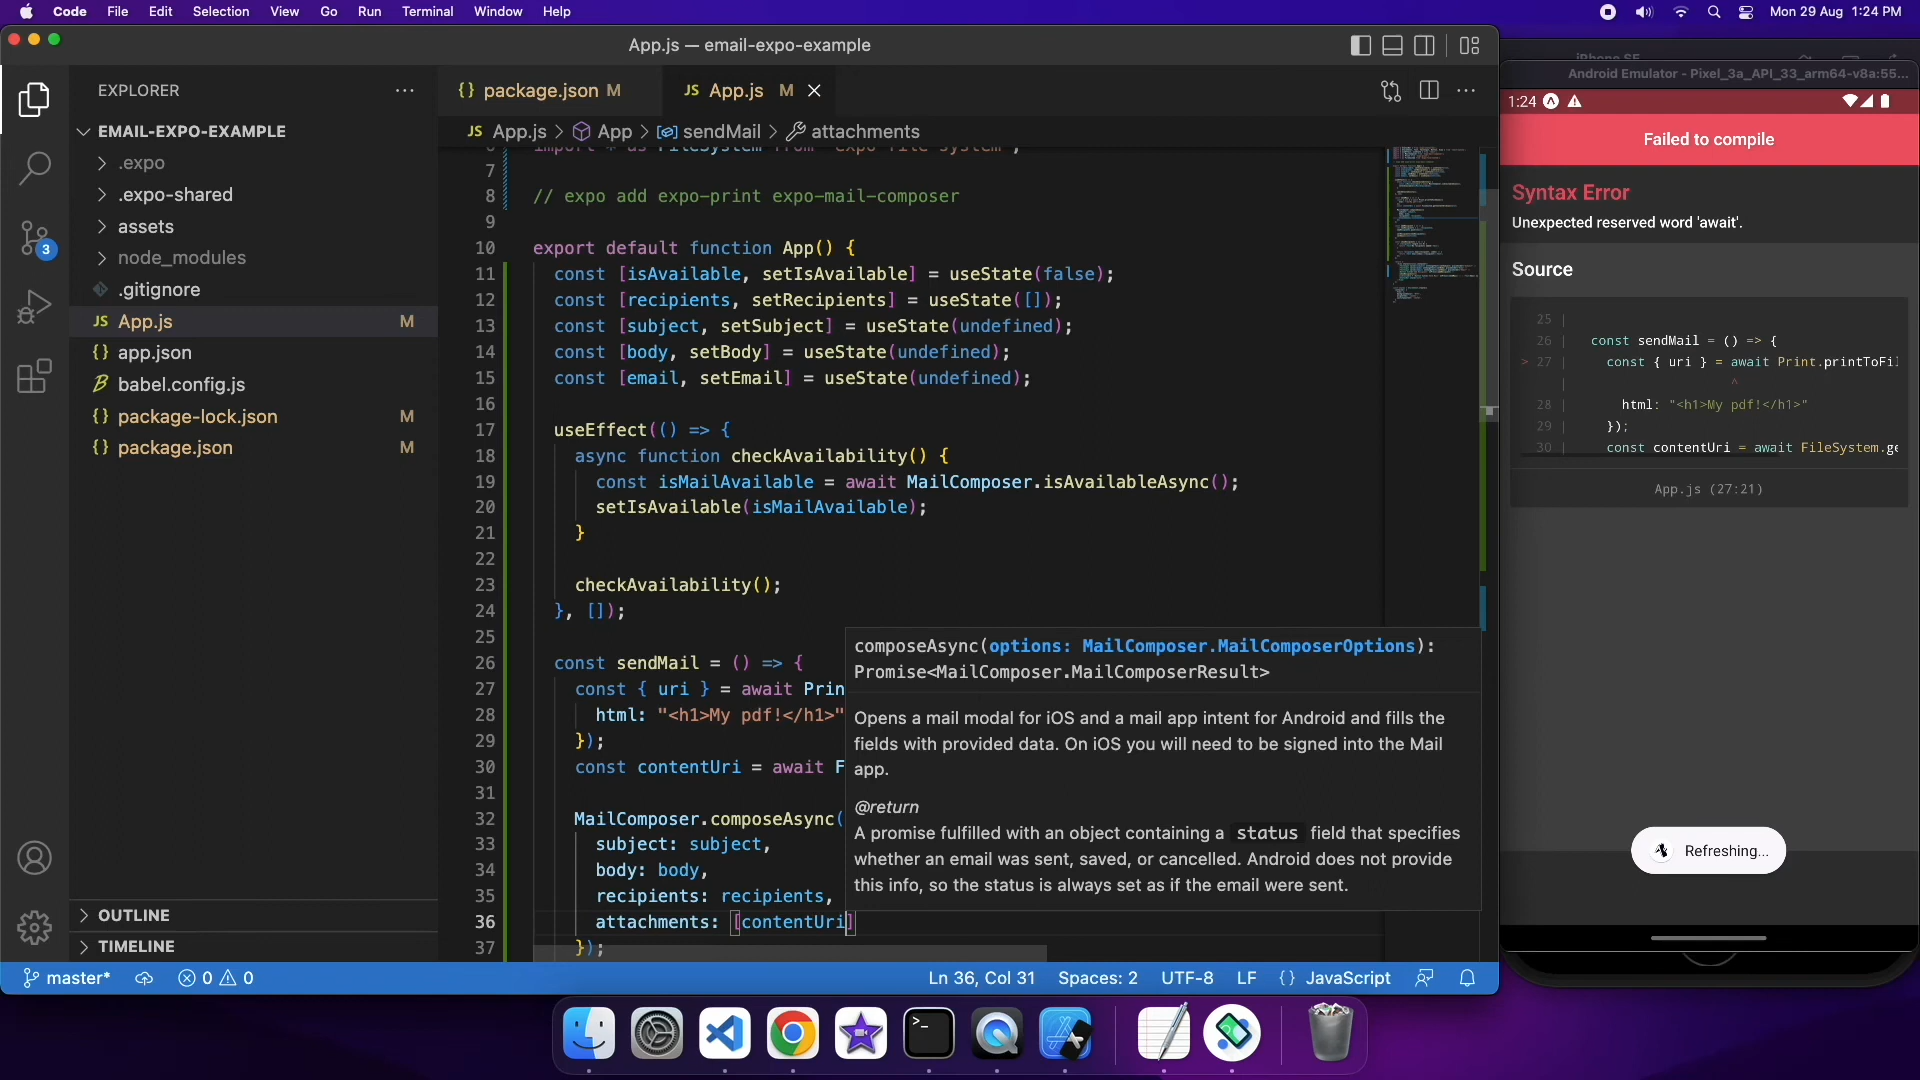 Code File Edit Selection View Go Run Terminal Window Help
Mon 29 Aug 1:24 PM
App.js — email-expo-example
EXPLORER
EMAIL-EXPO-EXAMPLE
.expo
.expo-shared
assets
node_modules
.gitignore
JS App.js M
{} app.json
babel.config.js
{} package-lock.json M
{} package.json M
OUTLINE
TIMELINE
3
{} package.json M
JS App.js M
JS App.js > App > sendMail > attachments
import * as FileSystem from "expo-file-system";
7
8 // expo add expo-print expo-mail-composer
9
10 export default function App() {
11 const [isAvailable, setIsAvailable] = useState(false);
12 const [recipients, setRecipients] = useState([]);
13 const [subject, setSubject] = useState(undefined);
14 const [body, setBody] = useState(undefined);
15 const [email, setEmail] = useState(undefined);
16
17 useEffect(() => {
18 async function checkAvailability() {
19 const isMailAvailable = await MailComposer.isAvailableAsync();
20 setIsAvailable(isMailAvailable);
21 }
22
23 checkAvailability();
24 }, []);
25
26 const sendMail = () => {
27 const { uri } = await Prin
28 html: "<h1>My pdf!</h1>"
29 });
30 const contentUri = await F
31
32 MailComposer.composeAsync(
33 subject: subject,
34 body: body,
35 recipients: recipients,
36 attachments: [contentUri]
37 });
composeAsync(options: MailComposer.MailComposerOptions):
Promise<MailComposer.MailComposerResult>
Opens a mail modal for iOS and a mail app intent for Android and fills the
fields with provided data. On iOS you will need to be signed into the Mail
app.
@return
A promise fulfilled with an object containing a status field that specifies
whether an email was sent, saved, or cancelled. Android does not provide
this info, so the status is always set as if the email were sent.
master* 0 0 Ln 36, Col 31 Spaces: 2 UTF-8 LF {} JavaScript
iPhone SE
Android Emulator - Pixel_3a_API_33_arm64-v8a:55...
1:24
Failed to compile
Syntax Error
Unexpected reserved word 'await'.
Source
25 |
26 | const sendMail = () => {
> 27 | const { uri } = await Print.printToFil
| ^
28 | html: "<h1>My pdf!</h1>"
29 | });
30 | const contentUri = await FileSystem.ge
App.js (27:21)
Refreshing...